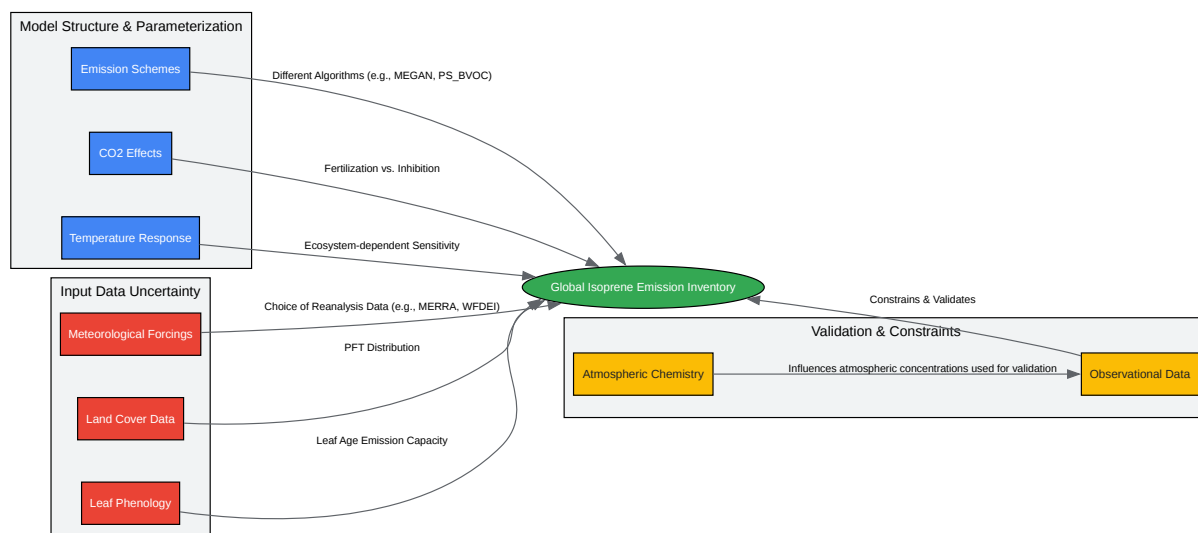 Model Structure & Parameterization
Emission Schemes
Different Algorithms (e.g., MEGAN, PS_BVOC)
CO2 Effects
Fertilization vs. Inhibition
Temperature Response
Ecosystem-dependent Sensitivity
Input Data Uncertainty
Meteorological Forcings
Choice of Reanalysis Data (e.g., MERRA, WFDEI)
PFT Distribution
Land Cover Data
Leaf Age Emission Capacity
Leaf Phenology
Global Isoprene Emission Inventory
Constrains & Validates
Validation & Constraints
Atmospheric Chemistry
Influences atmospheric concentrations used for validation
Observational Data